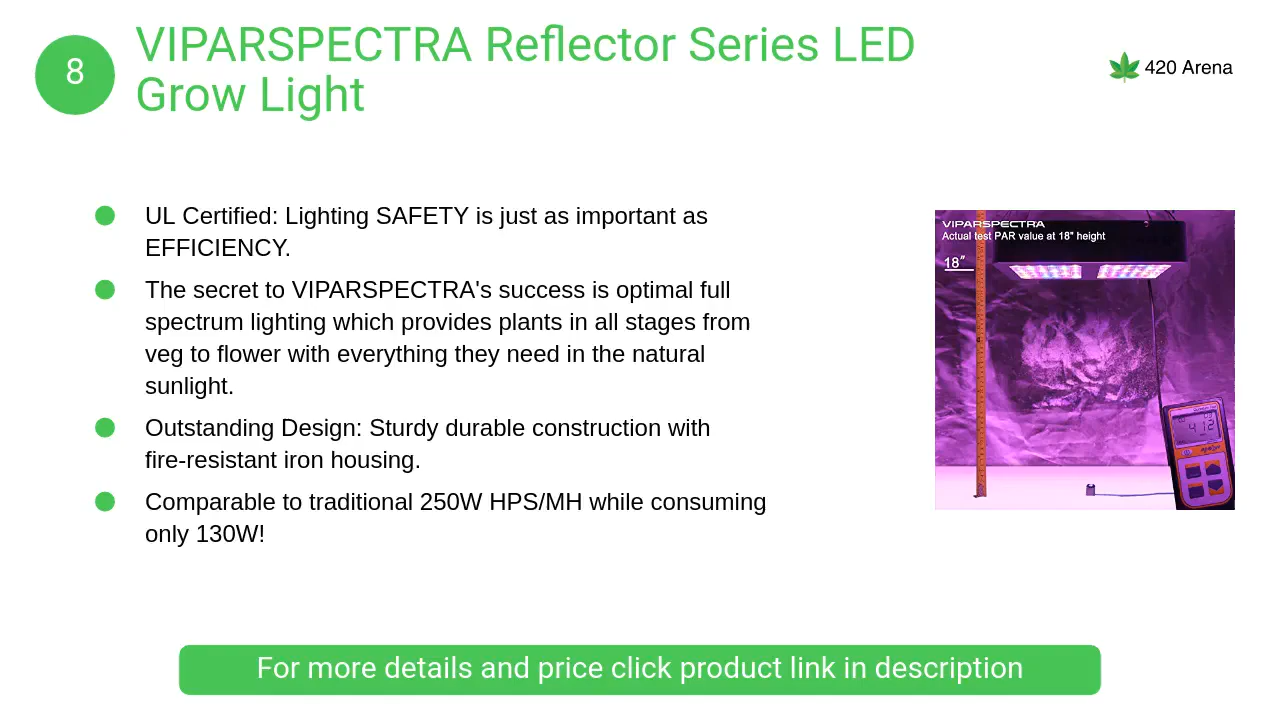 8
VIPARSPECTRA Reflector Series LED
Grow Light
420 Arena
UL Certified: Lighting SAFETY is just as important as
EFFICIENCY.
The secret to VIPARSPECTRA's success is optimal full
spectrum lighting which provides plants in all stages from
veg to flower with everything they need in the natural
sunlight.
Outstanding Design: Sturdy durable construction with
fire-resistant iron housing.
Comparable to traditional 250W HPS/MH while consuming
only 130W!
VIPARSPECTRA
Actual test PAR value at 18" height
18"
412
For more details and price click product link in description